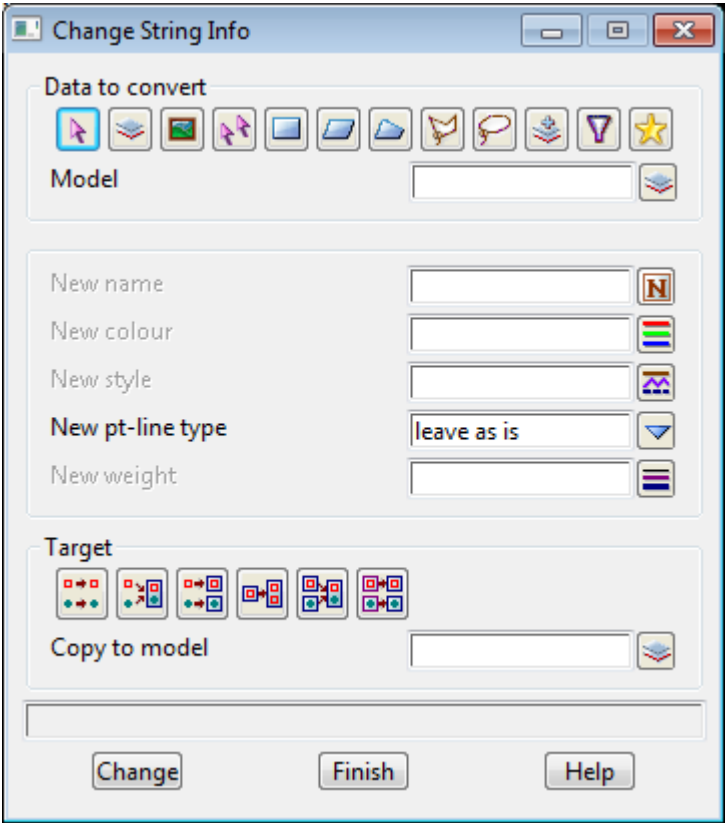 Change String Info
Data to convert
Model
New name
N
New colour
New style
New pt-line type leave as is
New weight
Target
Copy to model
Change Finish Help